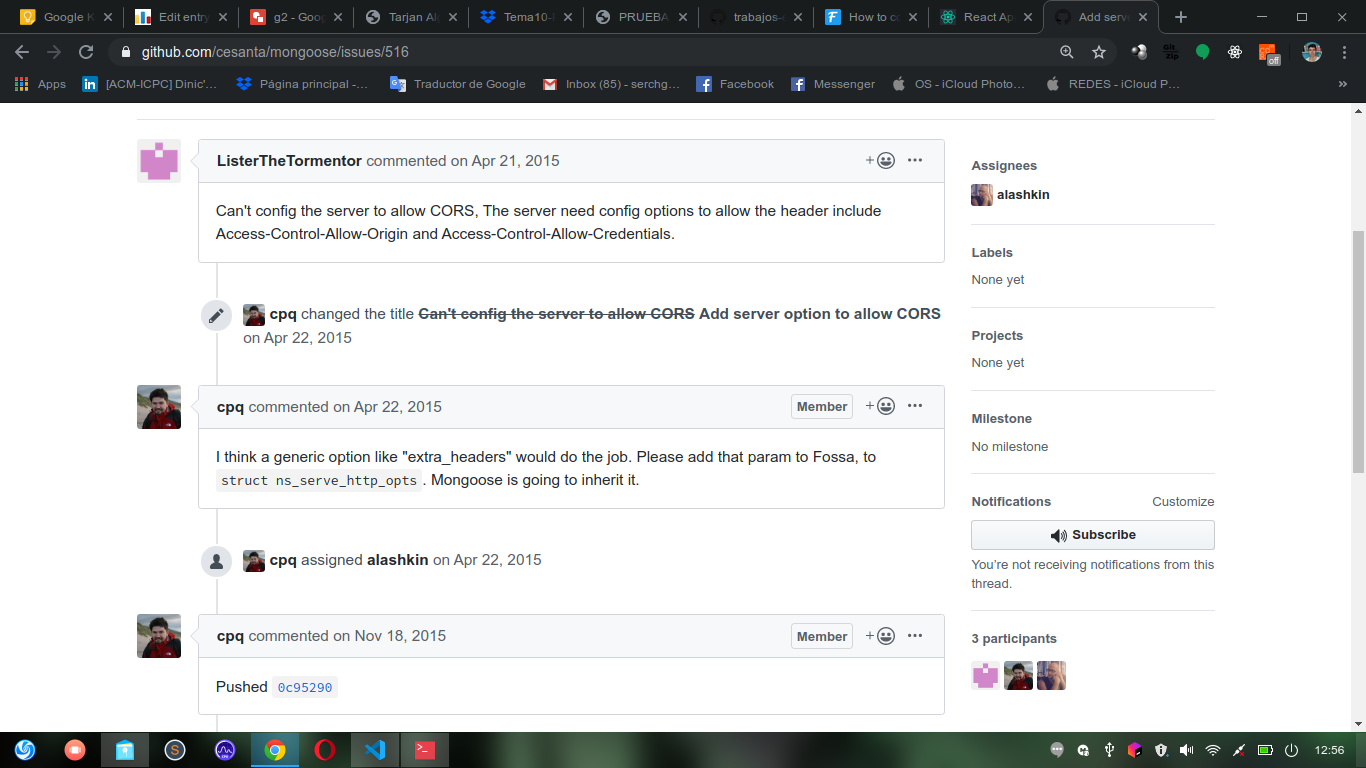 Google K
Edit entry
g2 - Goog
Tarjan Al
Tema10-
PRUEBA
trabajos-
How to co
React Ap
Add serve
github.com/cesanta/mongoose/issues/516
Git
Zip
off
Apps
[ACM-ICPC] Dinic'...
Página principal -...
Traductor de Google
Inbox (85) - serchg...
Facebook
Messenger
OS - iCloud Photo...
REDES - iCloud P...
»
ListerTheTormentor commented on Apr 21, 2015
Can't config the server to allow CORS, The server need config options to allow the header include
Access-Control-Allow-Origin and Access-Control-Allow-Credentials.
cpq changed the title Can't config the server to allow CORS Add server option to allow CORS
on Apr 22, 2015
cpq commented on Apr 22, 2015
Member
I think a generic option like "extra_headers" would do the job. Please add that param to Fossa, to
struct ns_serve_http_opts . Mongoose is going to inherit it.
cpq assigned alashkin on Apr 22, 2015
cpq commented on Nov 18, 2015
Member
Pushed 0c95290
Assignees
alashkin
Labels
None yet
Projects
None yet
Milestone
No milestone
Notifications
Customize
Subscribe
You're not receiving notifications from this
thread.
3 participants
12:56